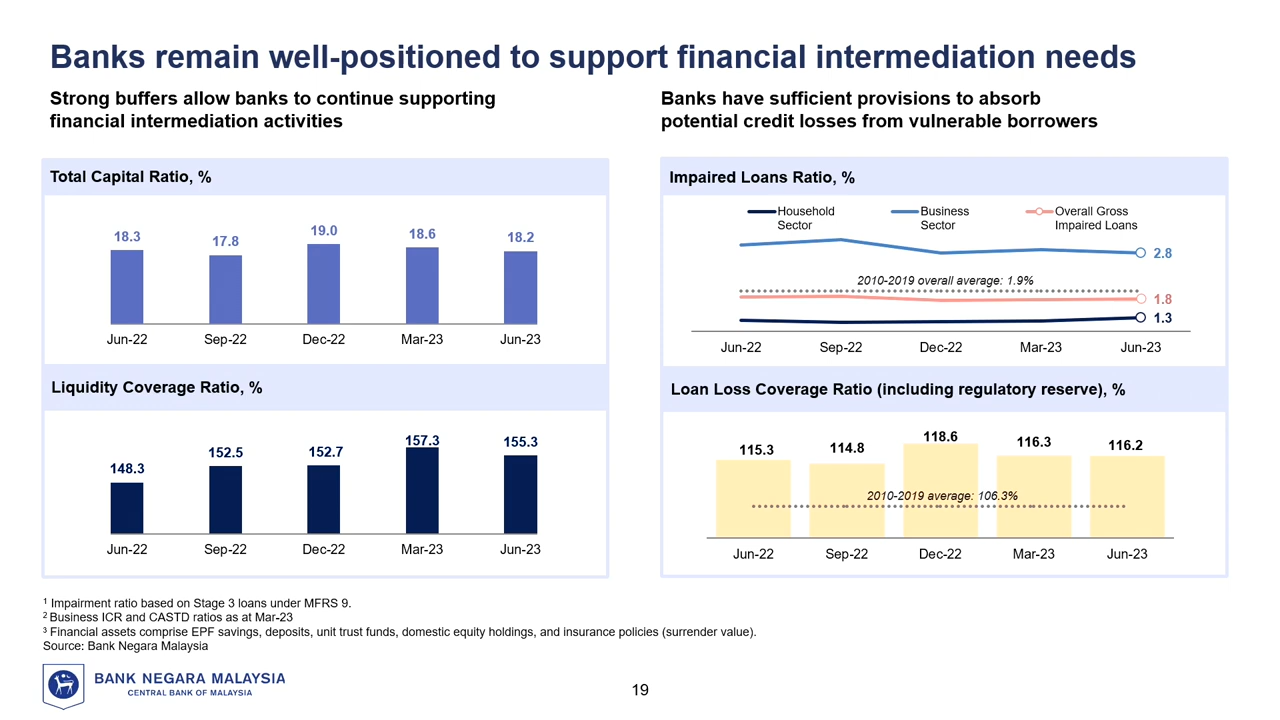 Banks remain well-positioned to support financial intermediation needs
Strong buffers allow banks to continue supporting
financial intermediation activities
Total Capital Ratio, %
18.3
17.8
19.0
18.6
18.2
Jun-22
Sep-22
Dec-22
Mar-23
Jun-23
Liquidity Coverage Ratio, %
148.3
152.5
152.7
157.3
155.3
Jun-22
Sep-22
Dec-22
Mar-23
Jun-23
Banks have sufficient provisions to absorb
potential credit losses from vulnerable borrowers
Impaired Loans Ratio, %
Household
Sector
Business
Sector
Overall Gross
Impaired Loans
2.8
2010-2019 overall average: 1.9%
1.8
1.3
Jun-22
Sep-22
Dec-22
Mar-23
Jun-23
Loan Loss Coverage Ratio (including regulatory reserve), %
115.3
114.8
118.6
116.3
116.2
2010-2019 average: 106.3%
Jun-22
Sep-22
Dec-22
Mar-23
Jun-23
¹ Impairment ratio based on Stage 3 loans under MFRS 9.
² Business ICR and CASTD ratios as at Mar-23
³ Financial assets comprise EPF savings, deposits, unit trust funds, domestic equity holdings, and insurance policies (surrender value).
Source: Bank Negara Malaysia
BANK NEGARA MALAYSIA
CENTRAL BANK OF MALAYSIA
19